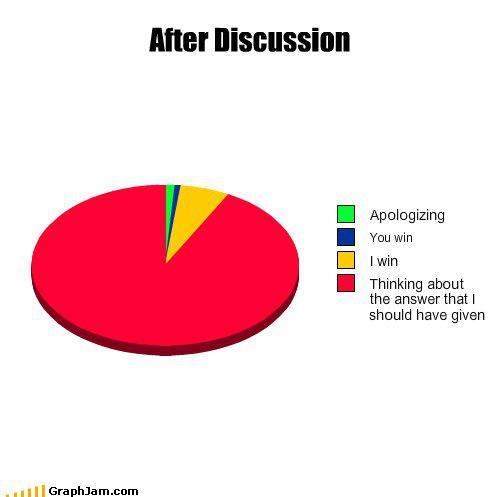 After Discussion
Apologizing
You win
I win
Thinking about
the answer that I
should have given
GraphJam.com